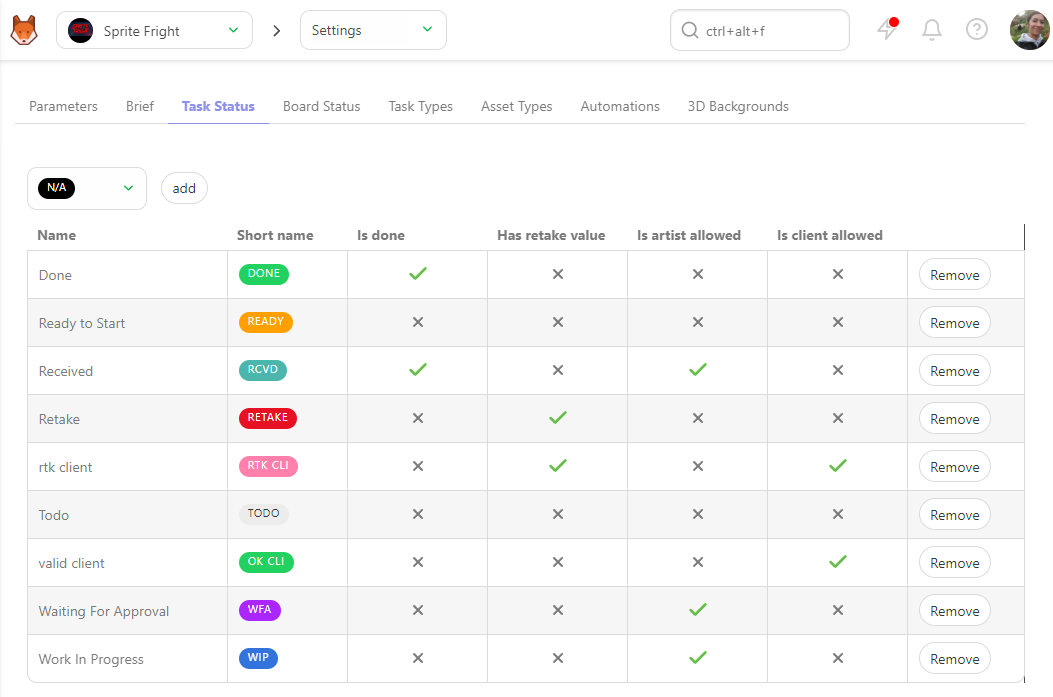 Sprite Fright
Settings
ctrl+alt+f
Parameters Brief Task Status Board Status Task Types Asset Types Automations 3D Backgrounds
N/A add
Name Short name Is done Has retake value Is artist allowed Is client allowed
Done DONE Remove
Ready to Start READY Remove
Received RCVD Remove
Retake RETAKE Remove
rtk client RTK CLI Remove
Todo TODO Remove
valid client OK CLI Remove
Waiting For Approval WFA Remove
Work In Progress WIP Remove